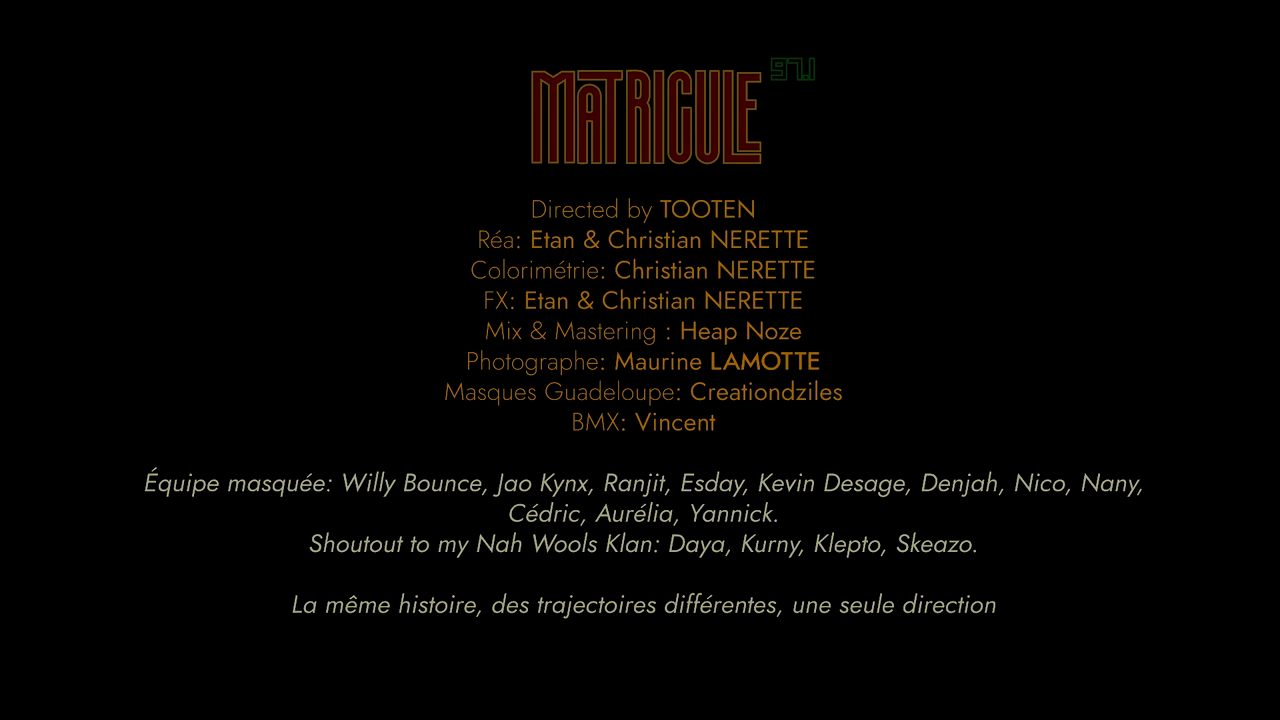 MATRICULE 97.1
Directed by TOOTEN
Réa: Etan & Christian NERETTE
Colorimétrie: Christian NERETTE
FX: Etan & Christian NERETTE
Mix & Mastering : Heap Noze
Photographe: Maurine LAMOTTE
Masques Guadeloupe: Creationdziles
BMX: Vincent
Équipe masquée: Willy Bounce, Jao Kynx, Ranjit, Esday, Kevin Desage, Denjah, Nico, Nany,
Cédric, Aurélia, Yannick.
Shoutout to my Nah Wools Klan: Daya, Kurny, Klepto, Skeazo.
La même histoire, des trajectoires différentes, une seule direction